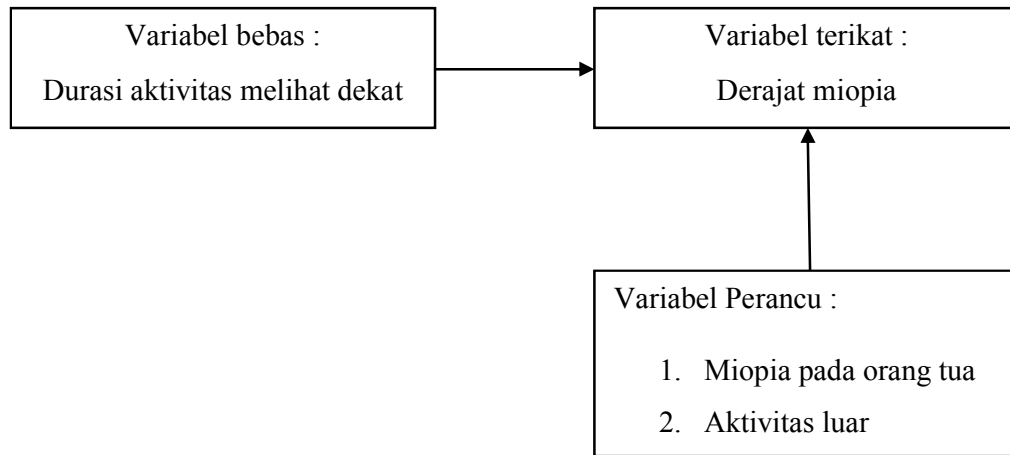 Variabel bebas :
Durasi aktivitas melihat dekat
Variabel terikat :
Derajat miopia
Variabel Perancu :
1. Miopia pada orang tua
2. Aktivitas luar